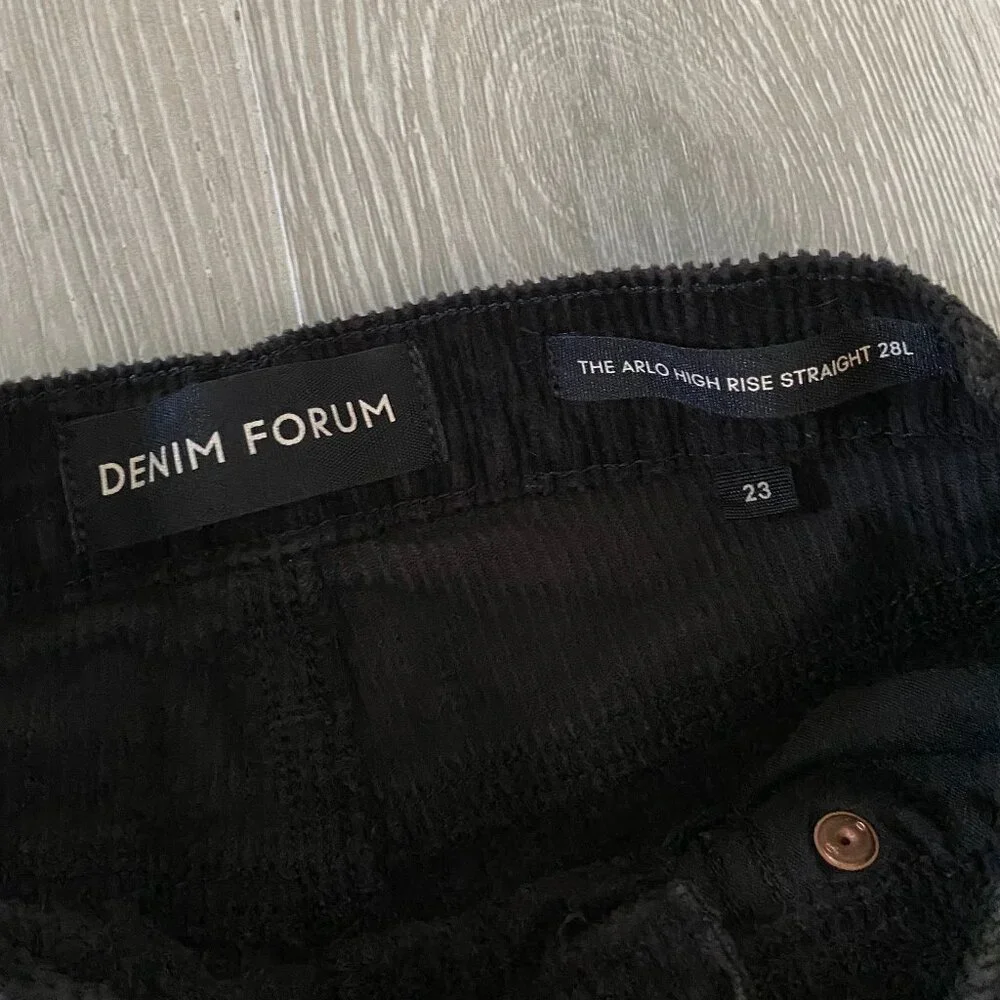 DENIM FORUM
THE ARLO HIGH RISE STRAIGHT 28L
23